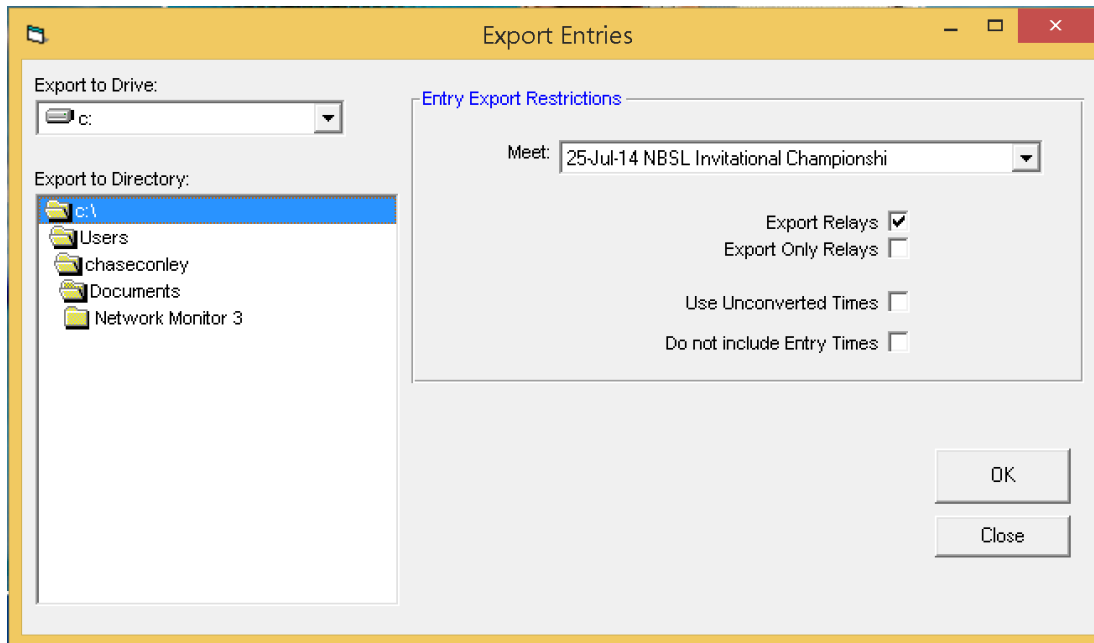 Export Entries
Export to Drive:
c:
Export to Directory:
c:\
Users
chaseconley
Documents
Network Monitor 3
Entry Export Restrictions
Meet: 25-Jul-14 NBSL Invitational Championshi
Export Relays
Export Only Relays
Use Unconverted Times
Do not include Entry Times
OK
Close